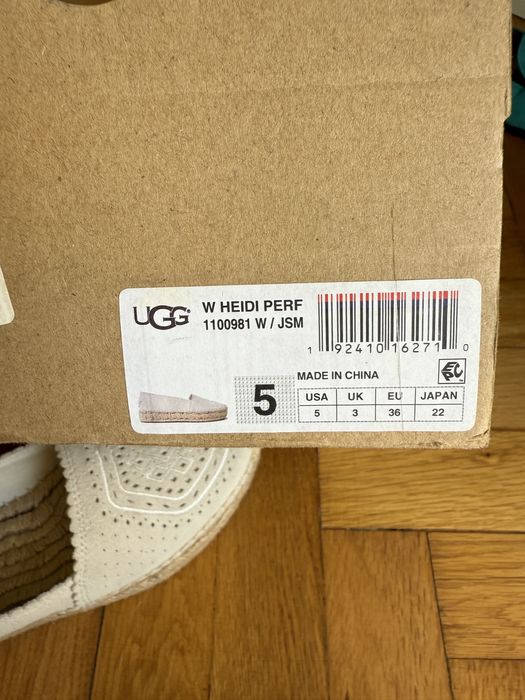 UGG
W HEIDI PERF
1100981 W / JSM
1 92410 16271 0
MADE IN CHINA
5
USA UK EU JAPAN
5 3 36 22